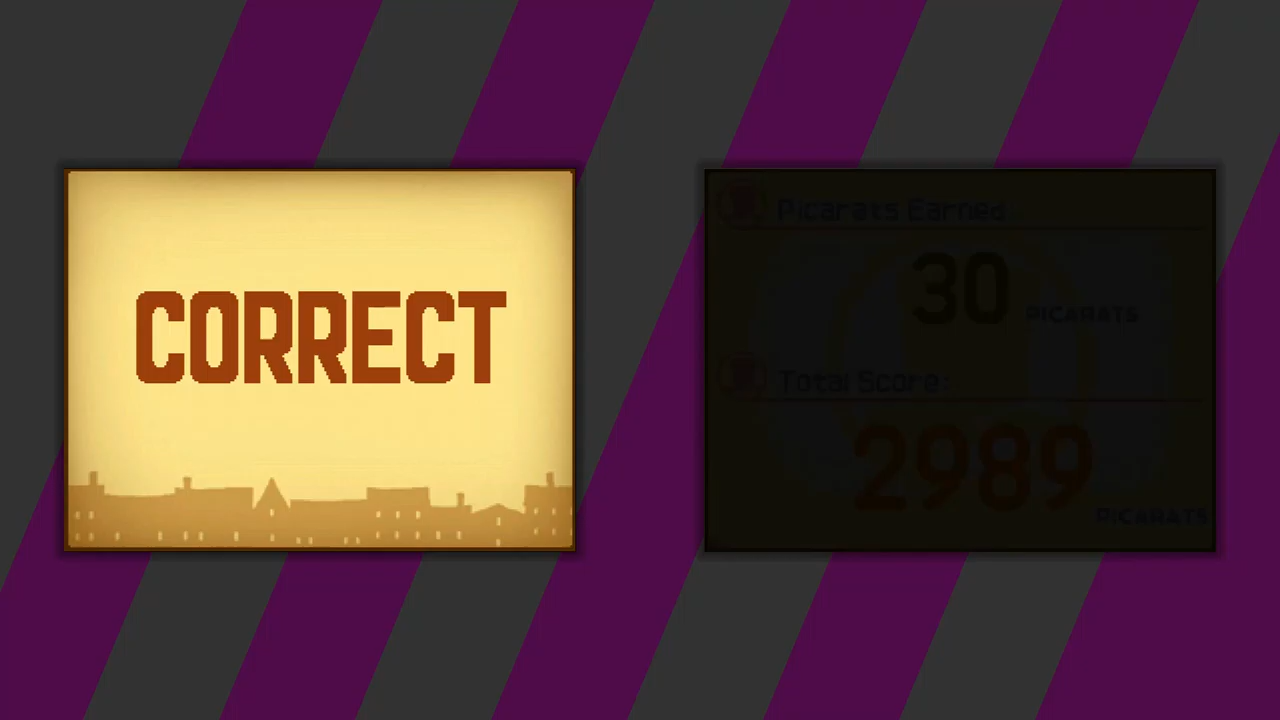 CORRECT
Picarats Earned:
30 PICARATS
Total Score:
2989
PICARATS